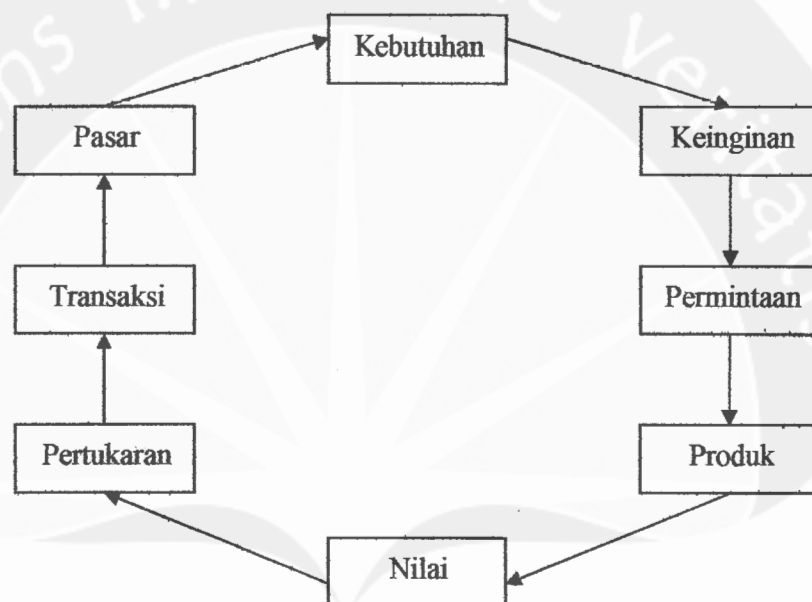 Kebutuhan
Keinginan
Permintaan
Produk
Nilai
Pertukaran
Transaksi
Pasar